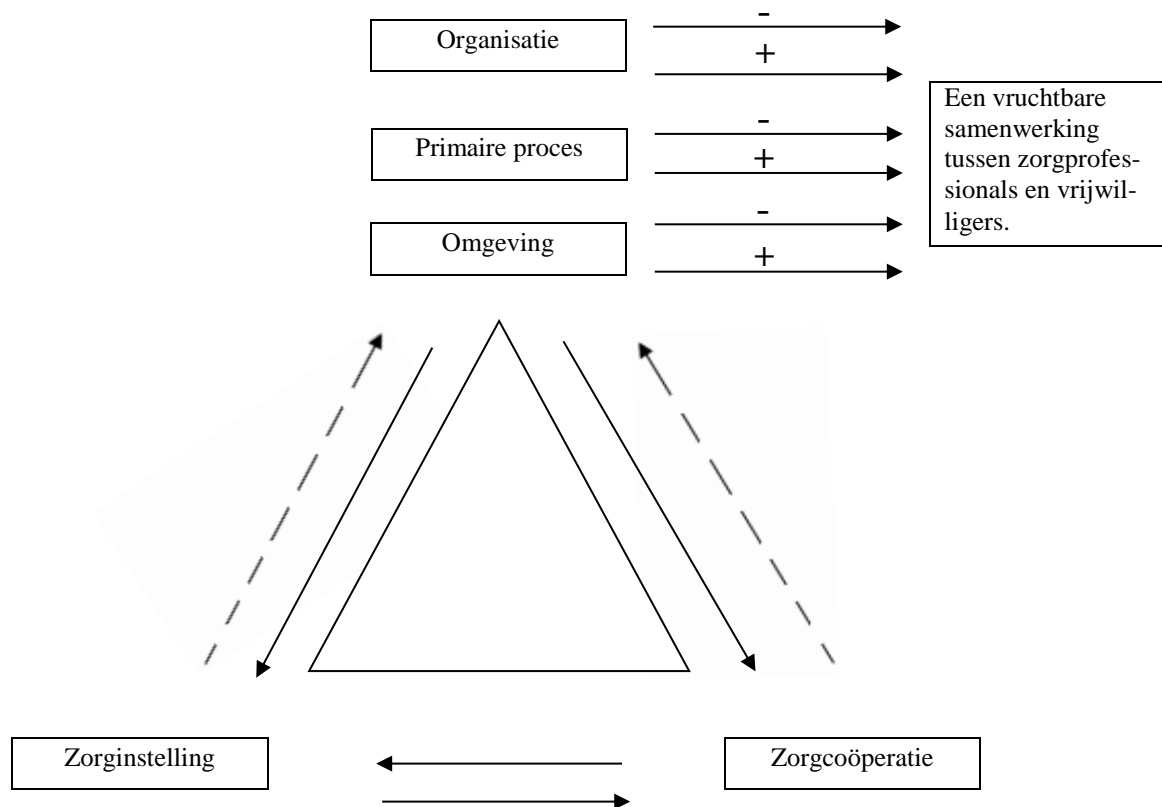 Organisatie
-
+
Een vruchtbare
samenwerking
tussen zorgprofes-
sionals en vrijwil-
ligers.
Primaire proces
-
+
Omgeving
-
+
Zorginstelling
Zorgcoöperatie